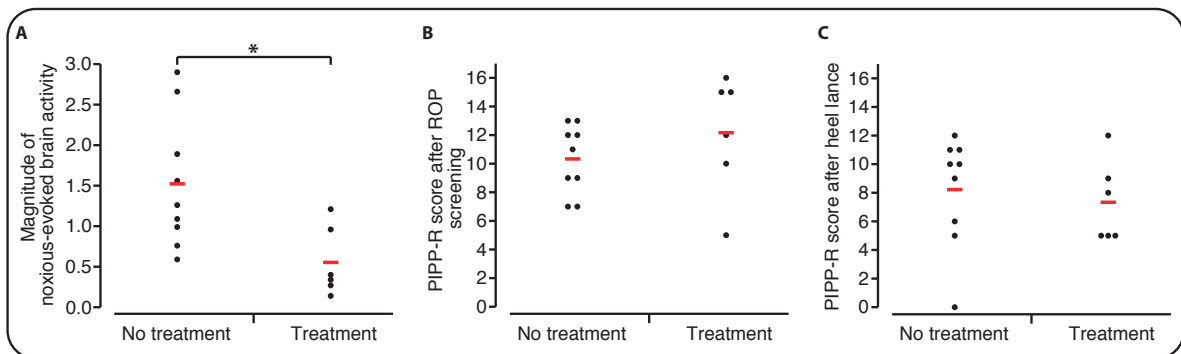 A
*
Magnitude of
noxious-evoked brain activity
3.0
2.5
2.0
1.5
1.0
0.5
0.0
No treatment
Treatment
B
PIPP-R score after ROP
screening
16
14
12
10
8
6
4
2
0
No treatment
Treatment
C
PIPP-R score after heel lance
16
14
12
10
8
6
4
2
0
No treatment
Treatment